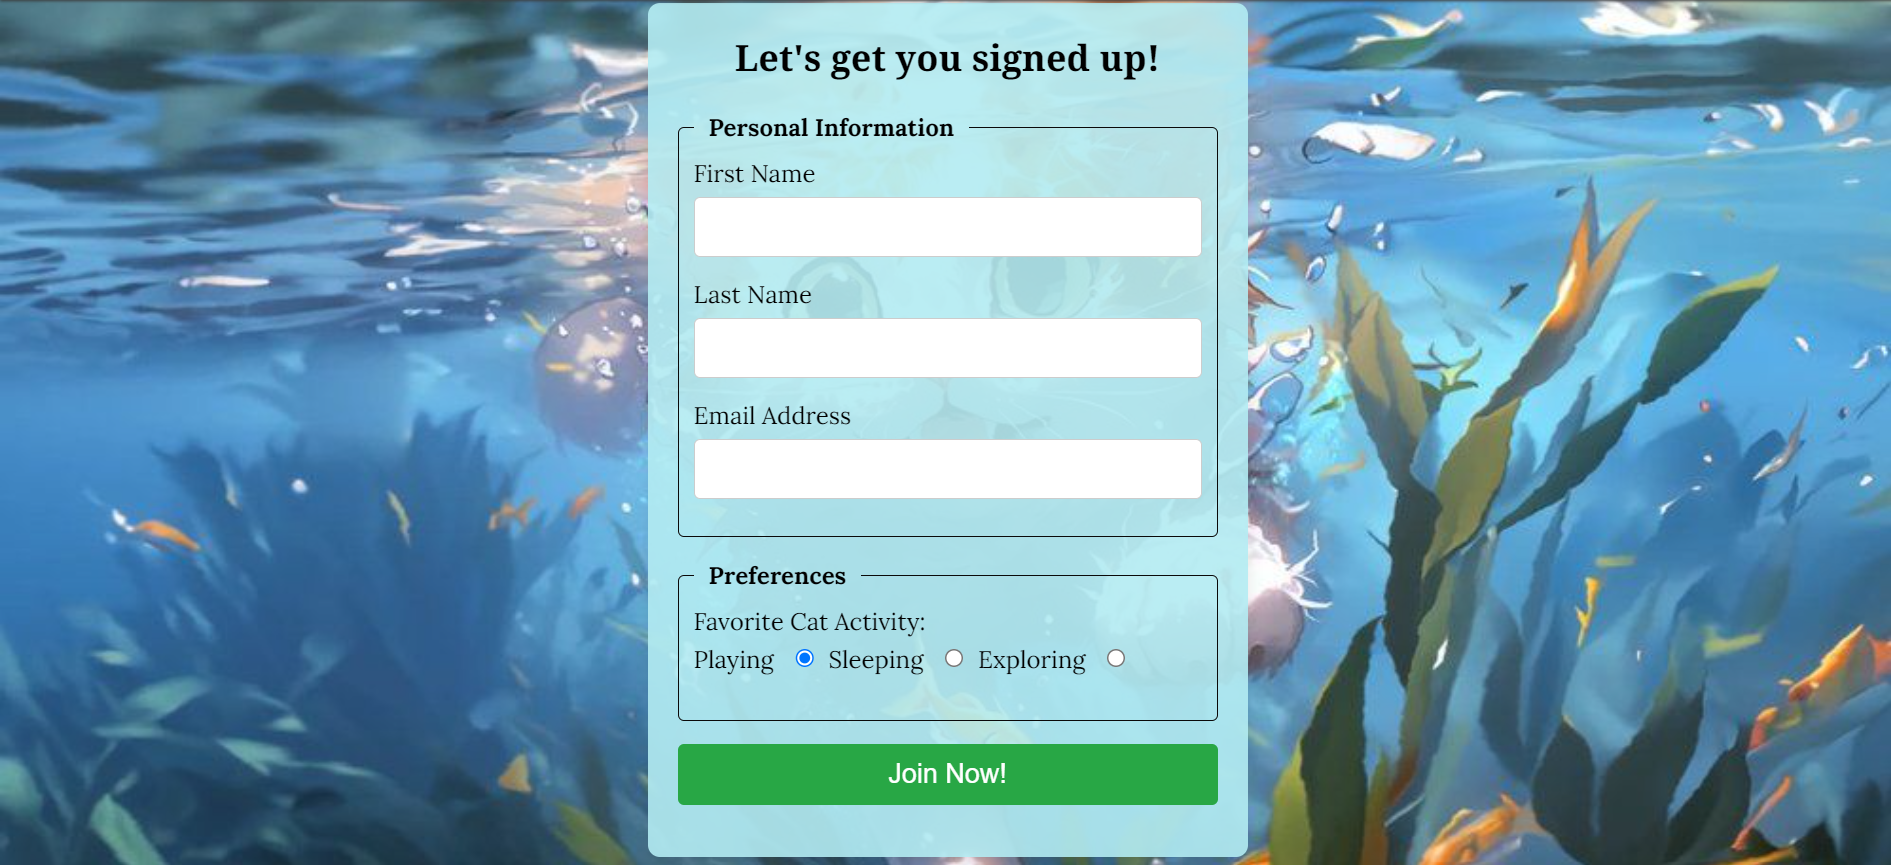 Let's get you signed up!
Personal Information
First Name
Last Name
Email Address
Preferences
Favorite Cat Activity:
Playing Sleeping Exploring
Join Now!